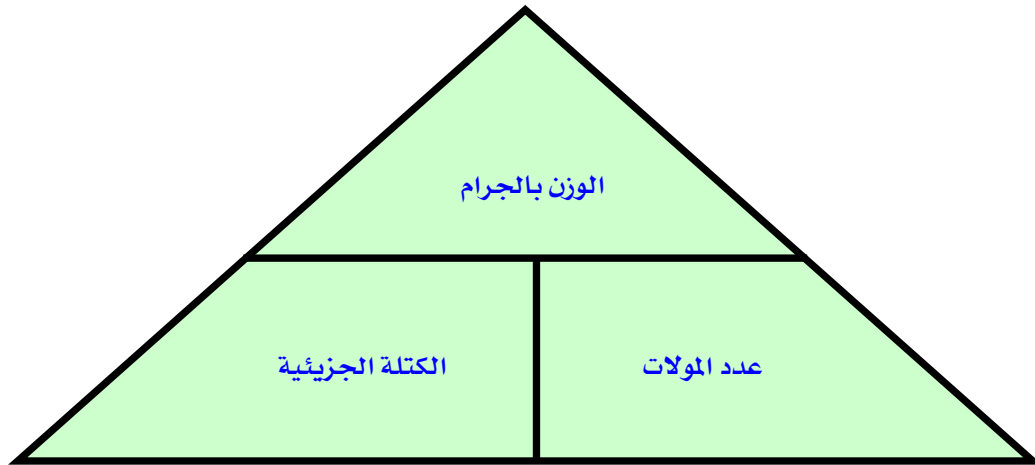 الوزن بالجرام
عدد المولات
الكتلة الجزيئية